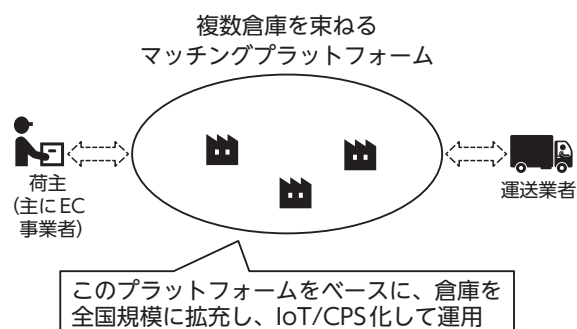 複数倉庫を束ねる
マッチングプラットフォーム
荷主
(主にEC
事業者)
運送業者
このプラットフォームをベースに、倉庫を
全国規模に拡充し、IoT/CPS化して運用